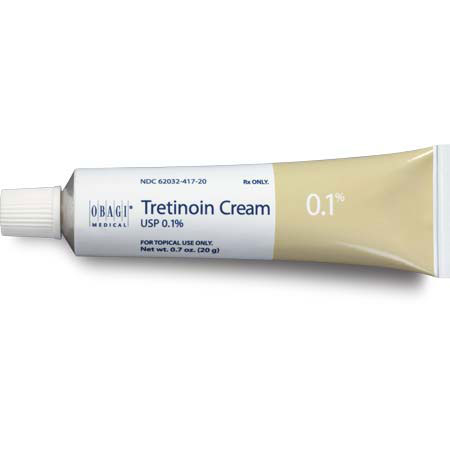 NDC 62032-417-20
Rx ONLY.
OBAGI®
MEDICAL
Tretinoin Cream
USP 0.1%
FOR TOPICAL USE ONLY.
Net wt. 0.7 oz. (20 g)
0.1%